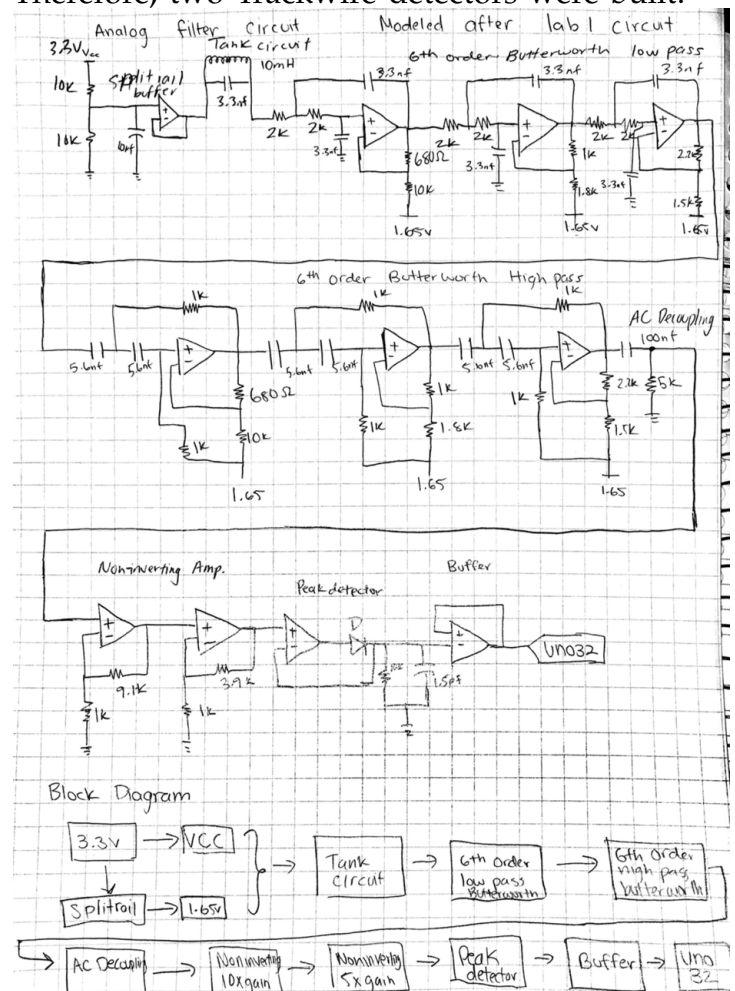 Therefore, two Trackwire detectors were built.
Analog filter Circuit
Modeled after lab 1 circuit
3.3V Vcc
Tank circuit
10mH
3.3nf
Split rail
buffer
10k
10k
10nf
6th order Butterworth low pass
3.3nf
3.3nf
3.3nf
2k
2k
3.3nf
680Ω
10k
1.65v
2k
2k
3.3nf
1k
1.8k
1.65v
2k
2k
3.3nf
2.2k
1.5k
1.65v
6th order Butterworth High pass
1k
1k
1k
AC Decoupling
100nf
5.6nf
5.6nf
680Ω
1k
10k
1.65
5.6nf
5.6nf
1k
1k
1.8k
1.65
5.6nf
5.6nf
1k
2.2k
5k
1.5k
1.65
Noninverting Amp.
Peak detector
Buffer
D
Uno32
9.1k
1k
3.9k
1k
1.5pf
Block Diagram
3.3v
VCC
Splitrail
1.65v
Tank
circuit
6th Order
low pass
Butterworth
6th Order
high pass
butterworth
AC Decoupling
Noninverting
10x gain
Noninverting
5x gain
Peak
detector
Buffer
Uno
32